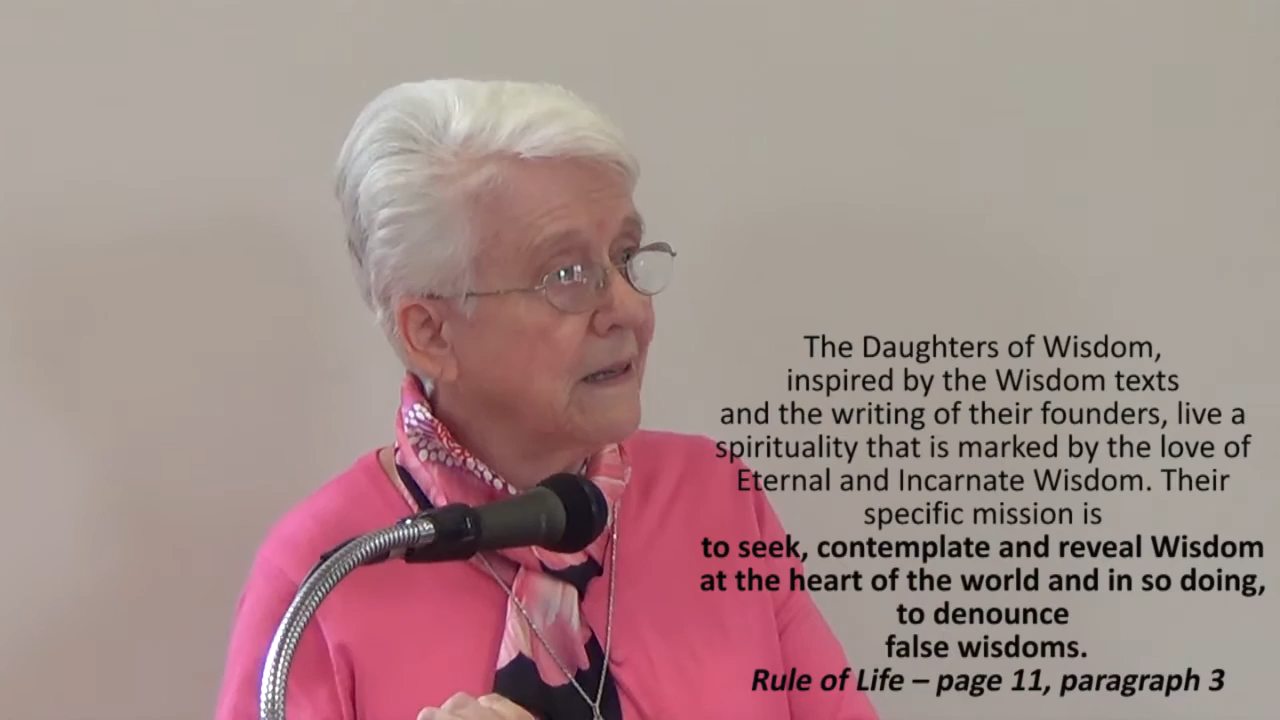 The Daughters of Wisdom,
inspired by the Wisdom texts
and the writing of their founders, live a
spirituality that is marked by the love of
Eternal and Incarnate Wisdom. Their
specific mission is
to seek, contemplate and reveal Wisdom
at the heart of the world and in so doing,
to denounce
false wisdoms.
Rule of Life – page 11, paragraph 3